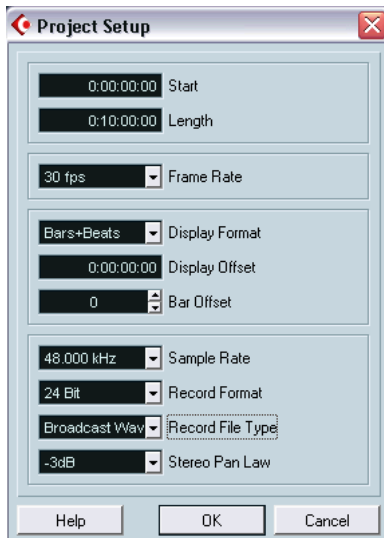 Project Setup
0:00:00:00 Start
0:10:00:00 Length
30 fps Frame Rate
Bars+Beats Display Format
0:00:00:00 Display Offset
0 Bar Offset
48.000 kHz Sample Rate
24 Bit Record Format
Broadcast Wav Record File Type
-3dB Stereo Pan Law
Help OK Cancel